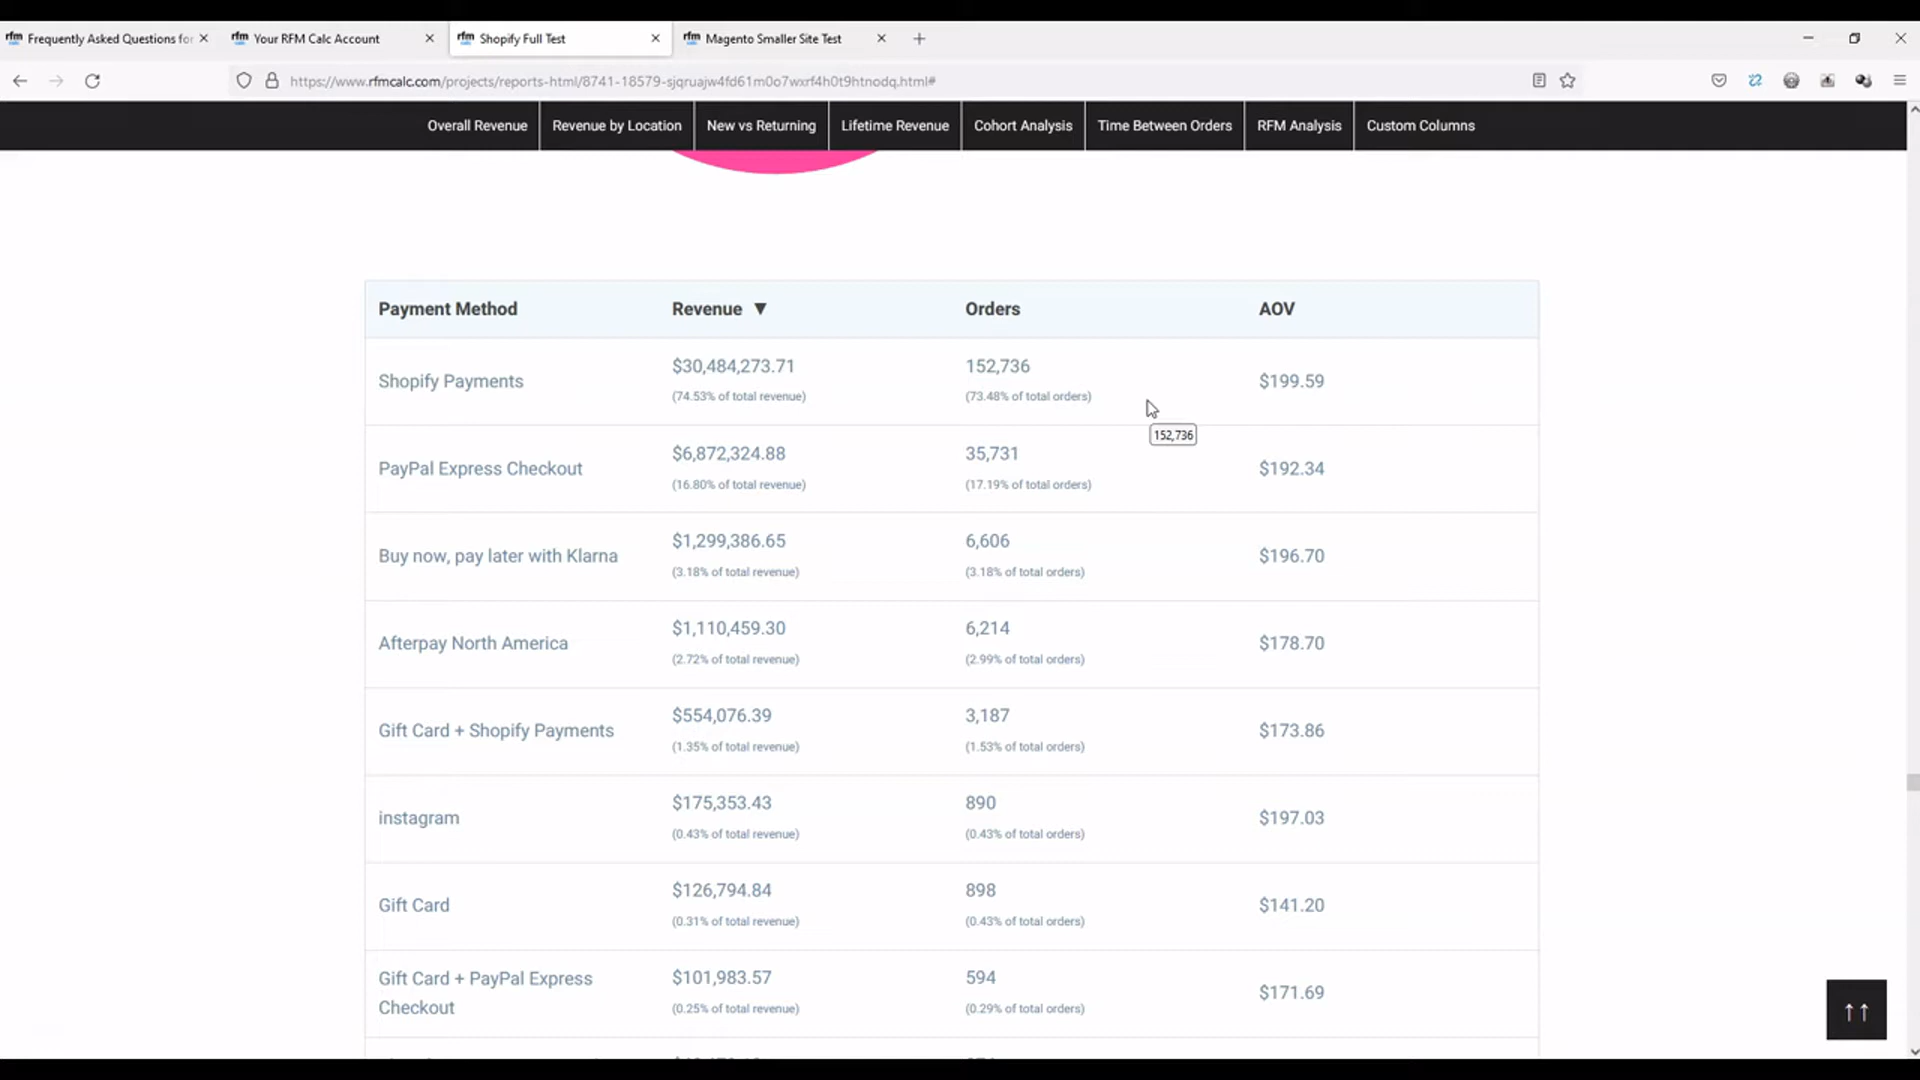 rfm Frequently Asked Questions for
rfm Your RFM Calc Account
rfm Shopify Full Test
rfm Magento Smaller Site Test
https://www.rfmcalc.com/projects/reports-html/8741-18579-sjqruajw4fd61m0o7wxrf4h0t9htnodq.html#
Overall Revenue
Revenue by Location
New vs Returning
Lifetime Revenue
Cohort Analysis
Time Between Orders
RFM Analysis
Custom Columns
Payment Method Revenue ▼ Orders AOV
Shopify Payments
$30,484,273.71
(74.53% of total revenue)
152,736
(73.48% of total orders)
$199.59
152,736
PayPal Express Checkout
$6,872,324.88
(16.80% of total revenue)
35,731
(17.19% of total orders)
$192.34
Buy now, pay later with Klarna
$1,299,386.65
(3.18% of total revenue)
6,606
(3.18% of total orders)
$196.70
Afterpay North America
$1,110,459.30
(2.72% of total revenue)
6,214
(2.99% of total orders)
$178.70
Gift Card + Shopify Payments
$554,076.39
(1.35% of total revenue)
3,187
(1.53% of total orders)
$173.86
instagram
$175,353.43
(0.43% of total revenue)
890
(0.43% of total orders)
$197.03
Gift Card
$126,794.84
(0.31% of total revenue)
898
(0.43% of total orders)
$141.20
Gift Card + PayPal Express
Checkout
$101,983.57
(0.25% of total revenue)
594
(0.29% of total orders)
$171.69
↑↑